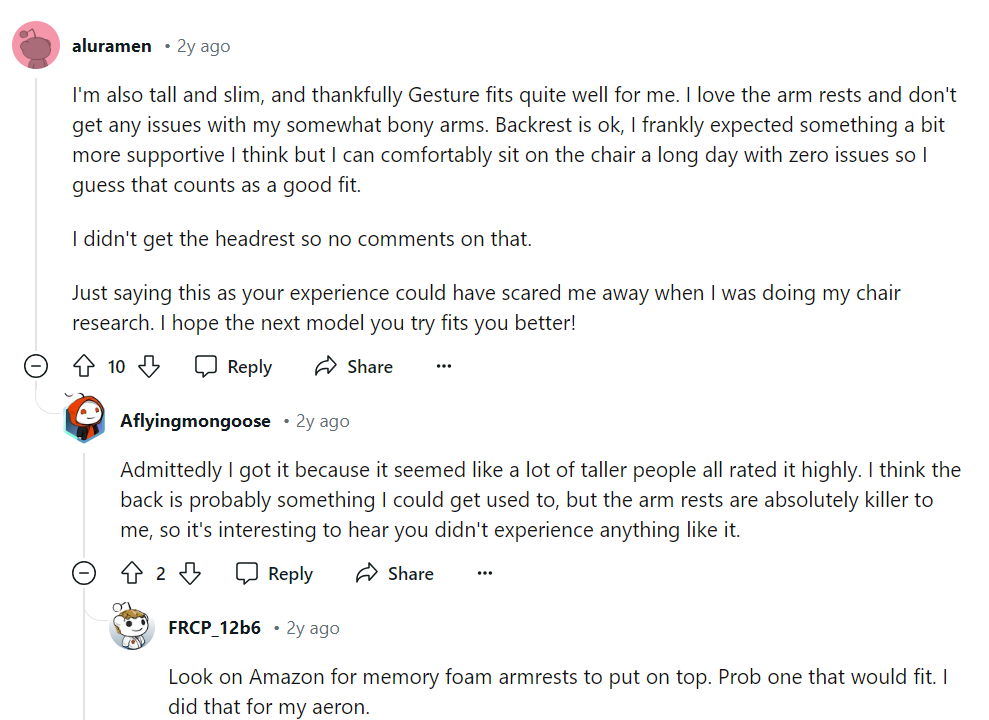 aluramen • 2y ago
I'm also tall and slim, and thankfully Gesture fits quite well for me. I love the arm rests and don't
get any issues with my somewhat bony arms. Backrest is ok, I frankly expected something a bit
more supportive I think but I can comfortably sit on the chair a long day with zero issues so I
guess that counts as a good fit.
I didn't get the headrest so no comments on that.
Just saying this as your experience could have scared me away when I was doing my chair
research. I hope the next model you try fits you better!
10 Reply Share ...
Aflyingmongoose • 2y ago
Admittedly I got it because it seemed like a lot of taller people all rated it highly. I think the
back is probably something I could get used to, but the arm rests are absolutely killer to
me, so it's interesting to hear you didn't experience anything like it.
2 Reply Share ...
FRCP_12b6 • 2y ago
Look on Amazon for memory foam armrests to put on top. Prob one that would fit. I
did that for my aeron.